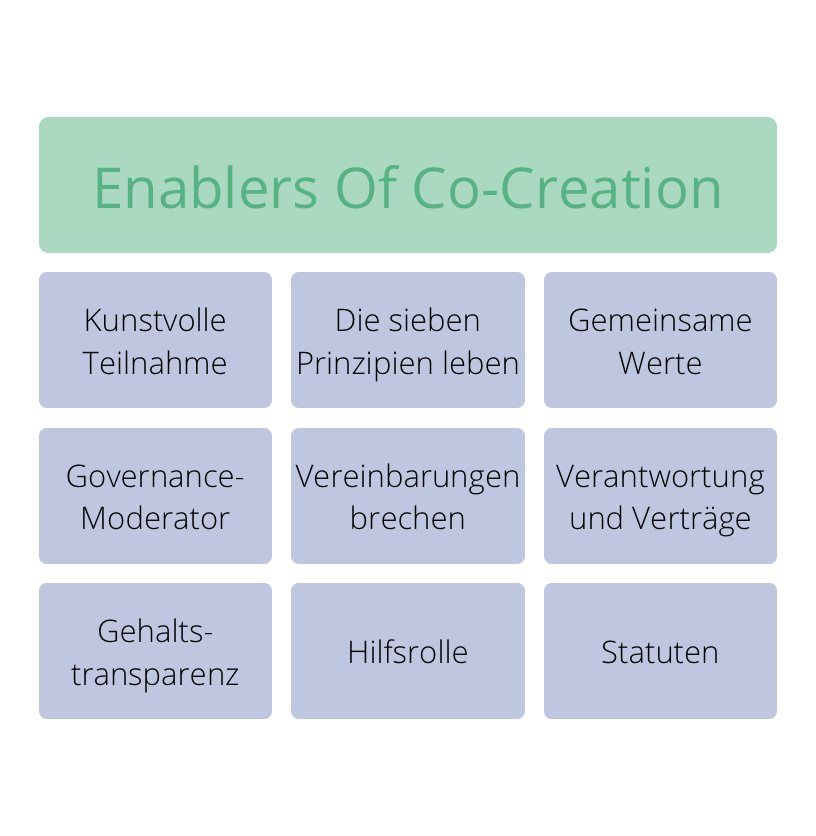 Enablers Of Co-Creation
Kunstvolle
Teilnahme
Die sieben
Prinzipien leben
Gemeinsame
Werte
Governance-
Moderator
Vereinbarungen
brechen
Verantwortung
und Verträge
Gehalts-
transparenz
Hilfsrolle
Statuten